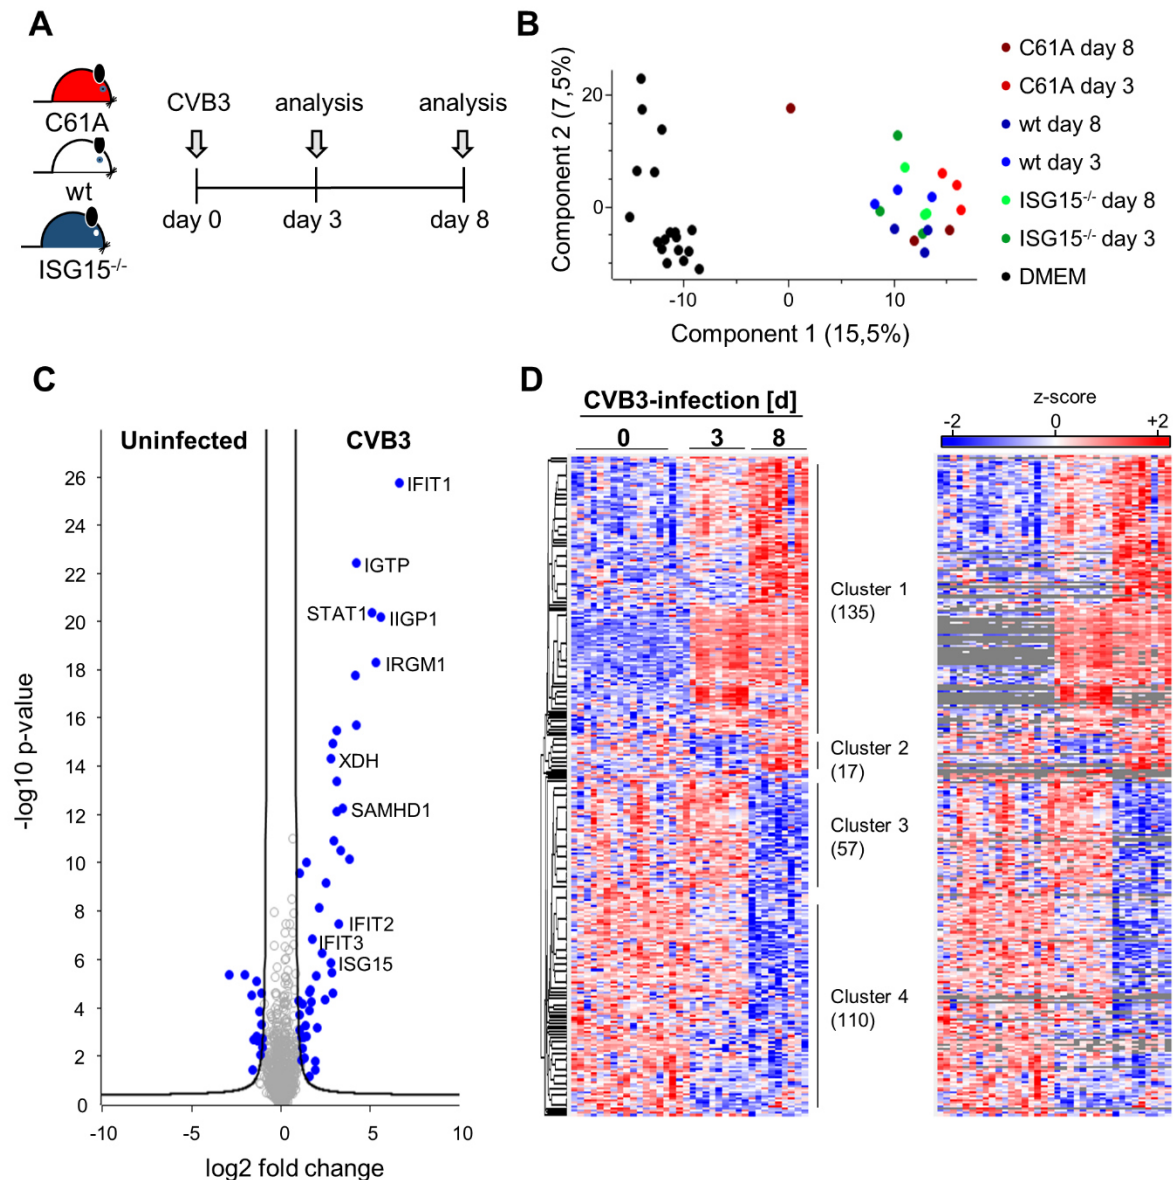 A
C61A
wt
ISG15-/-
CVB3
analysis
analysis
day 0
day 3
day 8
B
Component 2 (7,5%)
20
0
-10
0
10
Component 1 (15,5%)
C61A day 8
C61A day 3
wt day 8
wt day 3
ISG15-/- day 8
ISG15-/- day 3
DMEM
C
Uninfected
CVB3
-log10 p-value
26
24
22
20
18
16
14
12
10
8
6
4
2
0
IFIT1
IGTP
STAT1
IIGP1
IRGM1
XDH
SAMHD1
IFIT2
IFIT3
ISG15
-10
-5
0
5
10
log2 fold change
D
CVB3-infection [d]
0
3
8
z-score
-2
0
+2
Cluster 1
(135)
Cluster 2
(17)
Cluster 3
(57)
Cluster 4
(110)